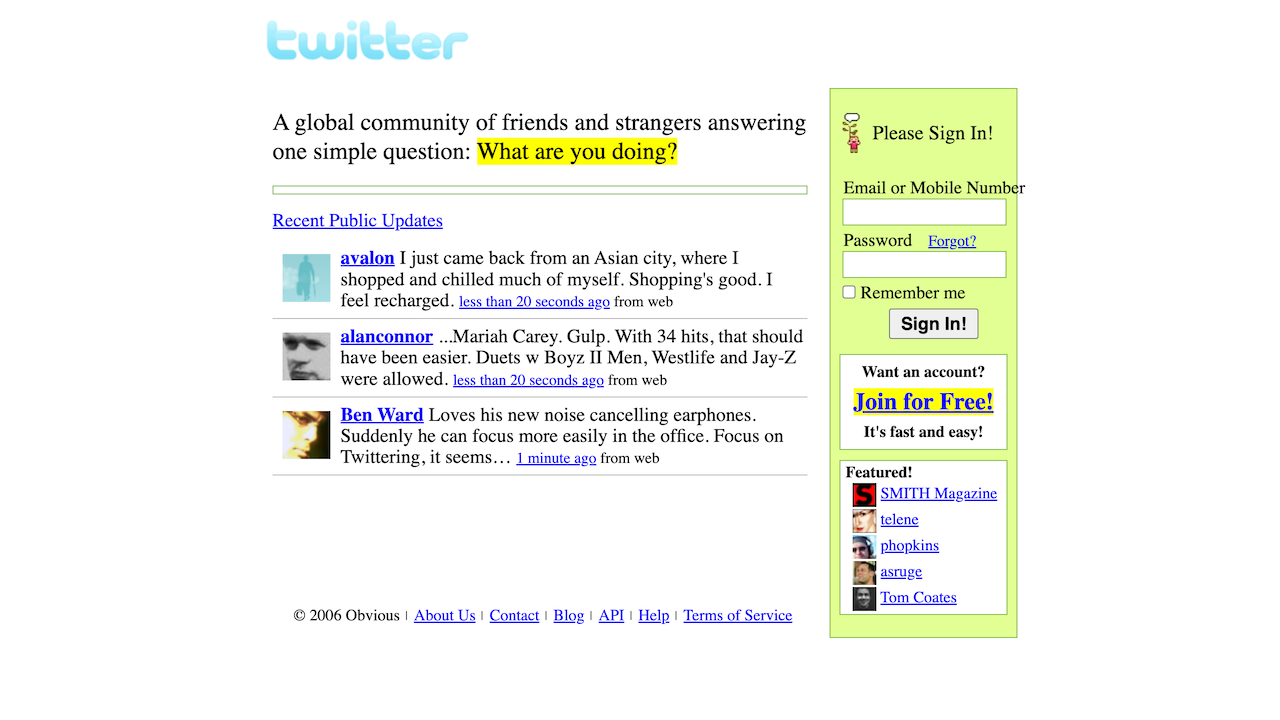 twitter
A global community of friends and strangers answering
one simple question: What are you doing?
Recent Public Updates
avalon I just came back from an Asian city, where I
shopped and chilled much of myself. Shopping's good. I
feel recharged. less than 20 seconds ago from web
alanconnor ...Mariah Carey. Gulp. With 34 hits, that should
have been easier. Duets w Boyz II Men, Westlife and Jay-Z
were allowed. less than 20 seconds ago from web
Ben Ward Loves his new noise cancelling earphones.
Suddenly he can focus more easily in the office. Focus on
Twittering, it seems… 1 minute ago from web
© 2006 Obvious | About Us | Contact | Blog | API | Help | Terms of Service
Please Sign In!
Email or Mobile Number
Password Forgot?
Remember me
Sign In!
Want an account?
Join for Free!
It's fast and easy!
Featured!
S SMITH Magazine
telene
phopkins
asruge
Tom Coates